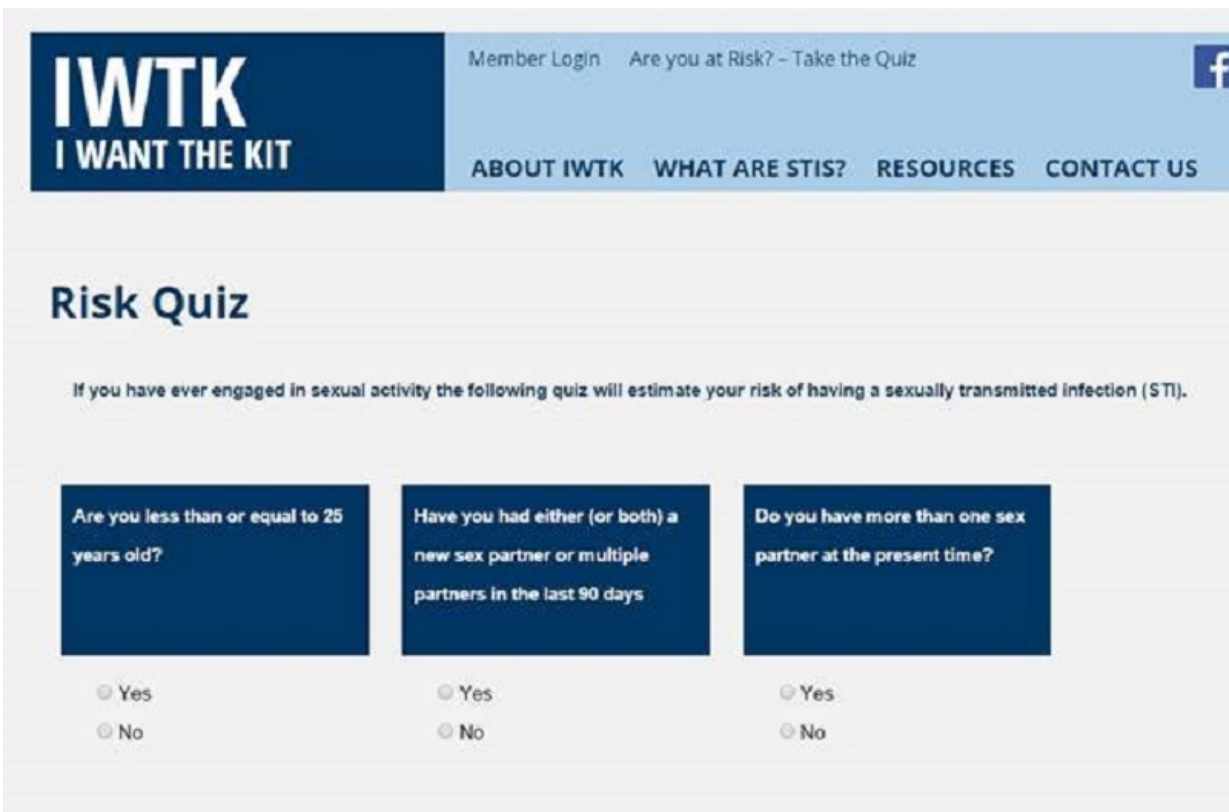 IWTK
I WANT THE KIT
Member Login Are you at Risk? – Take the Quiz
f
ABOUT IWTK WHAT ARE STIS? RESOURCES CONTACT US
Risk Quiz
If you have ever engaged in sexual activity the following quiz will estimate your risk of having a sexually transmitted infection (STI).
Are you less than or equal to 25
years old?
Yes
No
Have you had either (or both) a
new sex partner or multiple
partners in the last 90 days
Yes
No
Do you have more than one sex
partner at the present time?
Yes
No